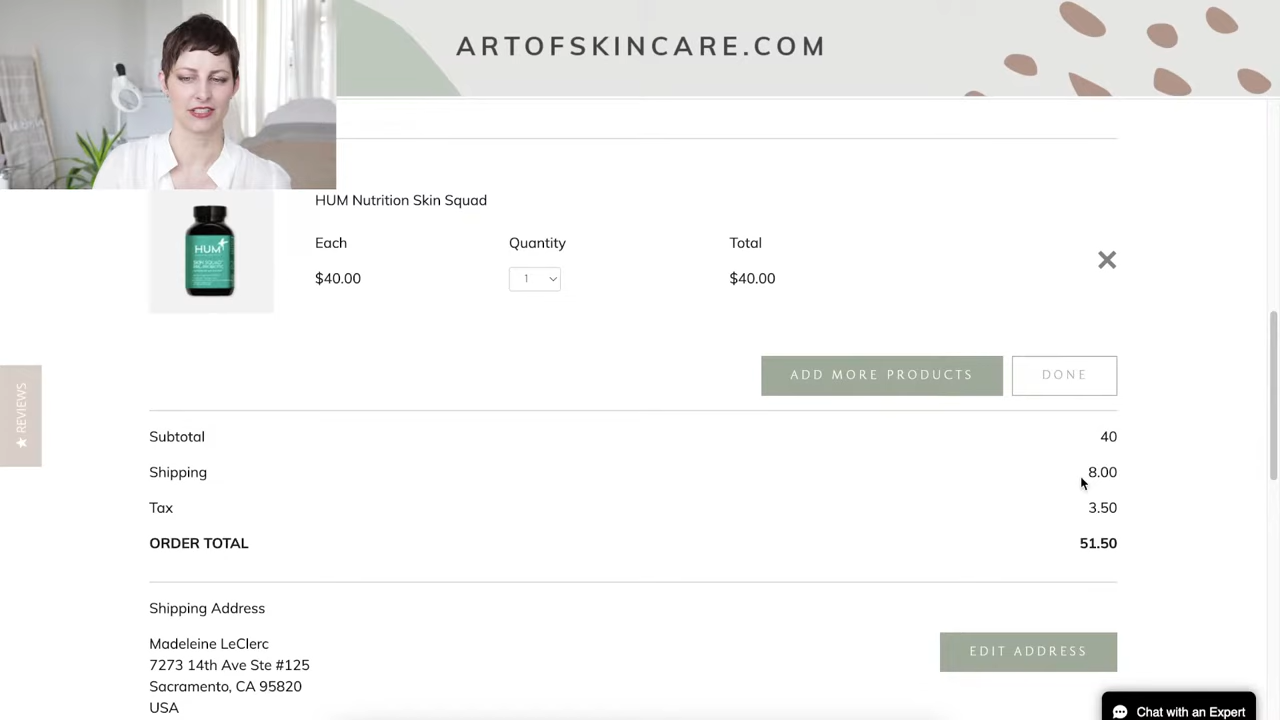 ARTOFSKINCARE.COM
HUM Nutrition Skin Squad
Each
Quantity
Total
$40.00
1
$40.00
HUM
ADD MORE PRODUCTS
DONE
★ REVIEWS
Subtotal
40
Shipping
8.00
Tax
3.50
ORDER TOTAL
51.50
Shipping Address
Madeleine LeClerc
7273 14th Ave Ste #125
Sacramento, CA 95820
USA
EDIT ADDRESS
Chat with an Expert